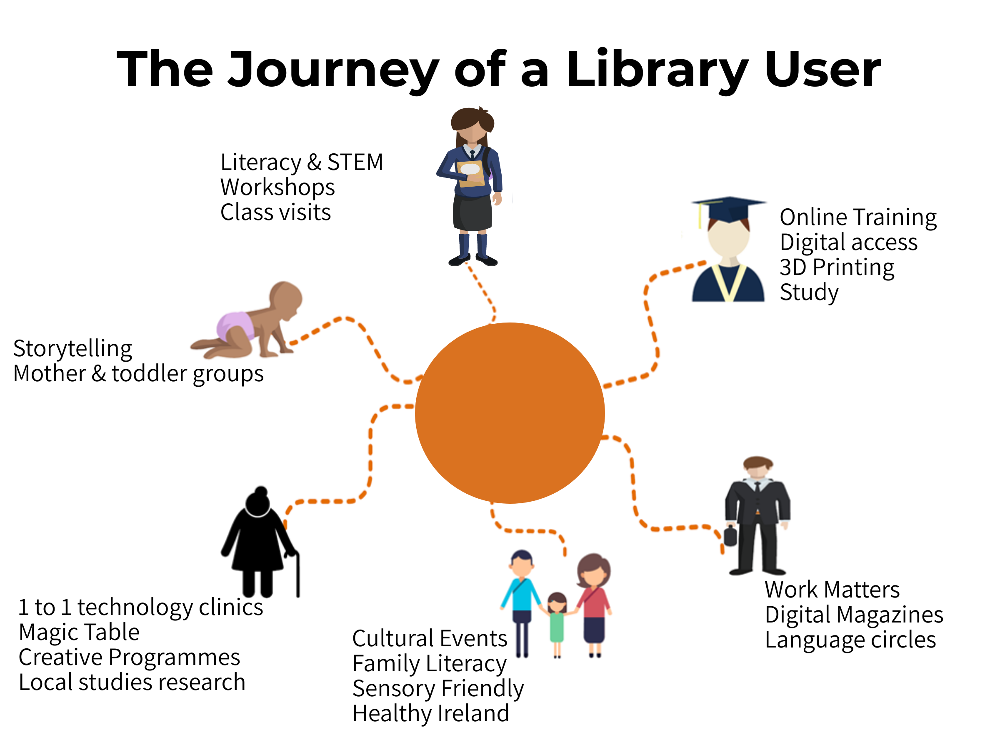 The Journey of a Library User
Literacy & STEM
Workshops
Class visits
Online Training
Digital access
3D Printing
Study
Storytelling
Mother & toddler groups
Work Matters
Digital Magazines
Language circles
1 to 1 technology clinics
Magic Table
Creative Programmes
Local studies research
Cultural Events
Family Literacy
Sensory Friendly
Healthy Ireland